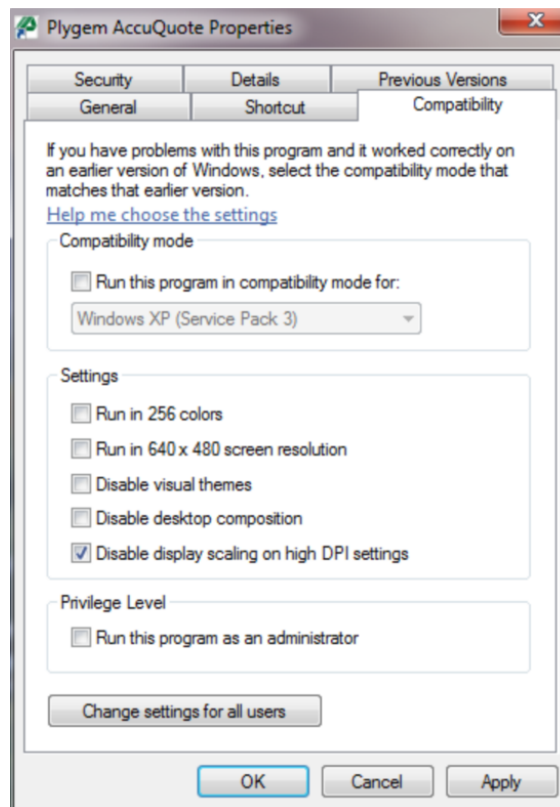 Plygem AccuQuote Properties
Security Details Previous Versions
General Shortcut Compatibility
If you have problems with this program and it worked correctly on
an earlier version of Windows, select the compatibility mode that
matches that earlier version.
Help me choose the settings
Compatibility mode
Run this program in compatibility mode for:
Windows XP (Service Pack 3)
Settings
Run in 256 colors
Run in 640 x 480 screen resolution
Disable visual themes
Disable desktop composition
Disable display scaling on high DPI settings
Privilege Level
Run this program as an administrator
Change settings for all users
OK Cancel Apply